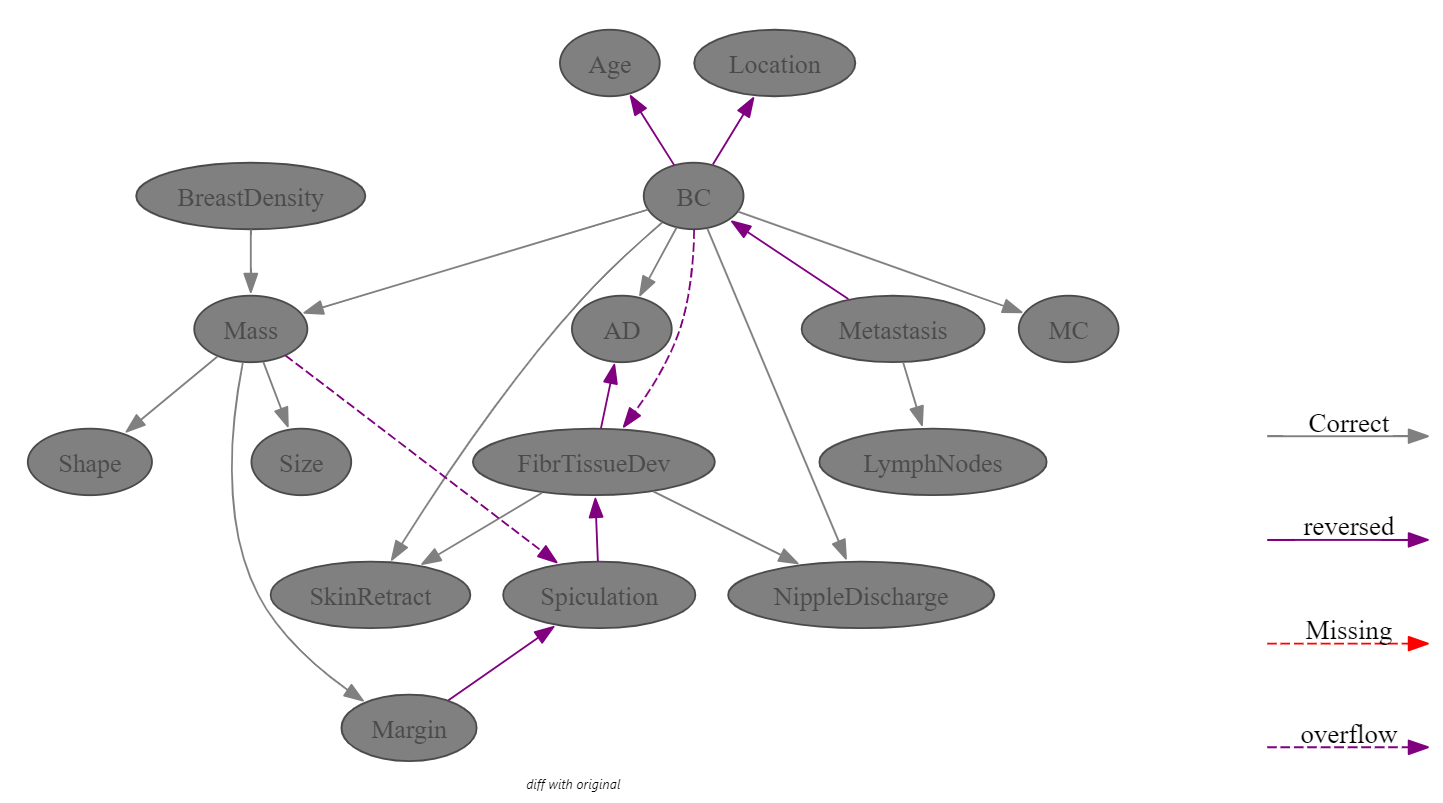 Age
Location
BreastDensity
BC
Mass
AD
Metastasis
MC
Shape
Size
FibrTissueDev
LymphNodes
SkinRetract
Spiculation
NippleDischarge
Margin
Correct
reversed
Missing
overflow
diff with original